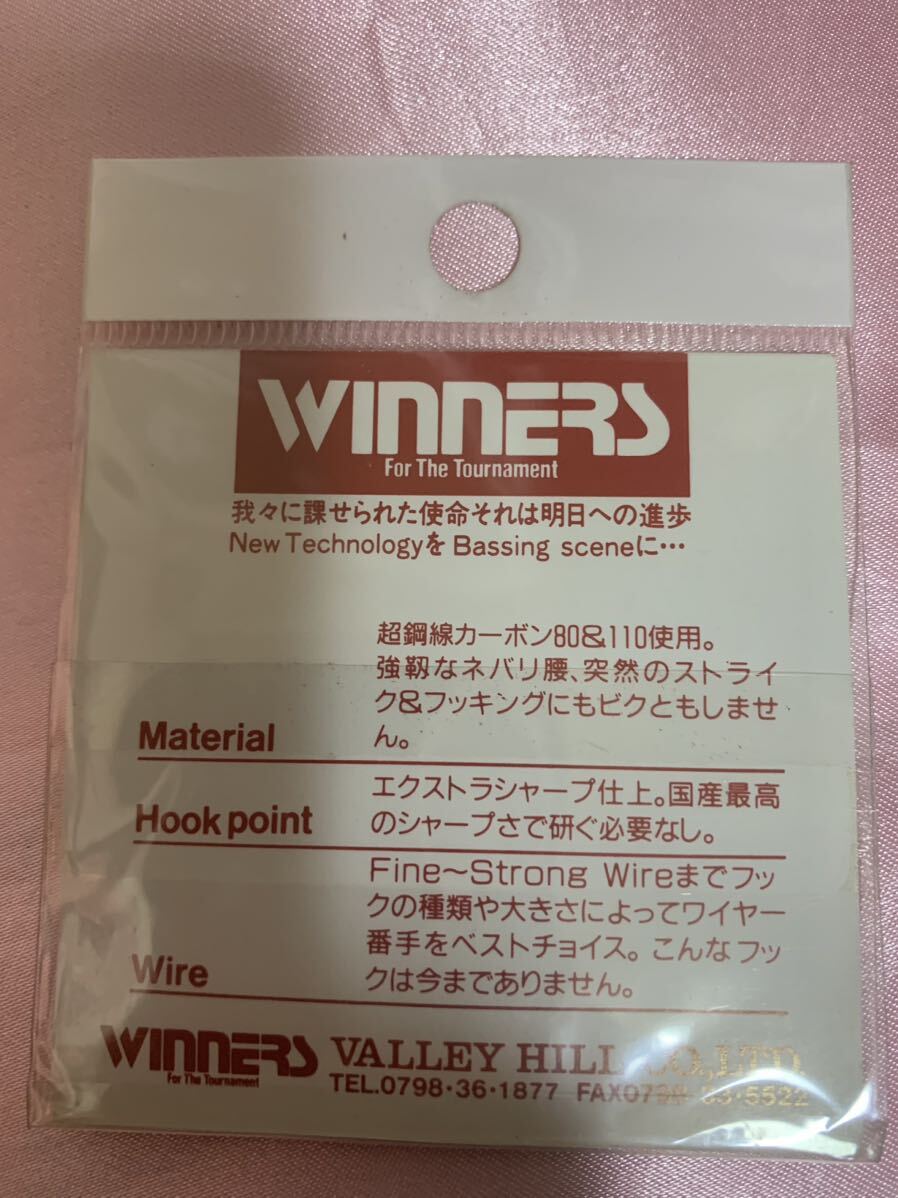 WINNERS
For The Tournament
我々に課せられた使命それは明日への進歩
New Technologyを Bassing sceneに…
超鋼線カーボン80&110使用。
強靱なネバリ腰、突然のストライ
ク&フッキングにもビクともしませ
ん。
Material
エクストラシャープ仕上。国産最高
のシャープさで研ぐ必要なし。
Hook point
Fine~Strong Wireまでフッ
クの種類や大きさによってワイヤー
番手をベストチョイス。こんなフッ
クは今までありません。
Wire
WINNERS VALLEY HILL CO.,LTD.
For The Tournament
TEL.0798・36・1877 FAX0798・33・5522